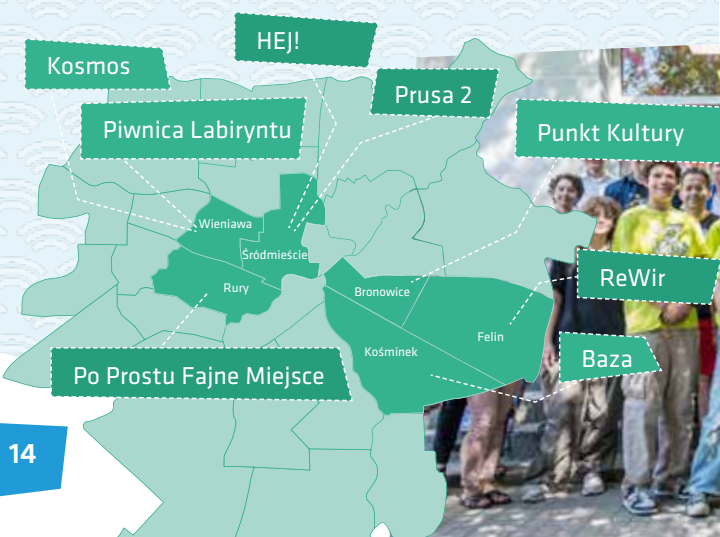 HEJ!
Kosmos
Prusa 2
Piwnica Labiryntu
Punkt Kultury
Wieniawa
Śródmieście
ReWir
Rury
Bronowice
Felin
Kośminek
Baza
Po Prostu Fajne Miejsce
14